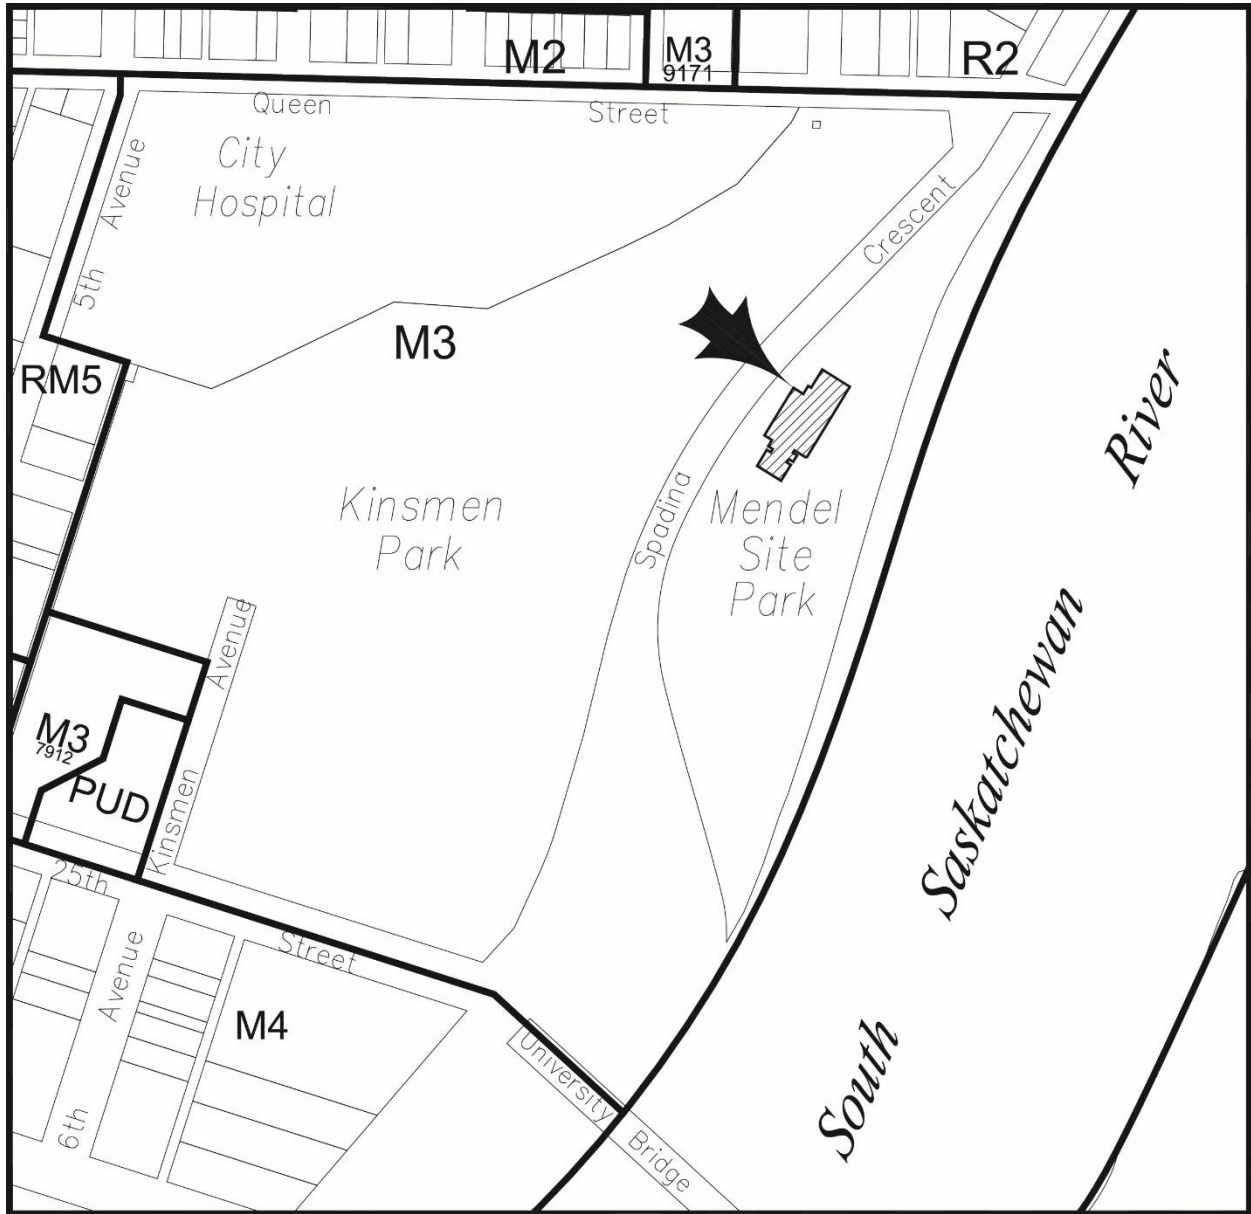 M2
M3
9171
R2
Queen Street
City
Hospital
5th Avenue
Spadina Crescent
M3
RM5
Kinsmen
Park
Mendel
Site
Park
South Saskatchewan River
M3
7912
PUD
Kinsmen Avenue
25th Street
6th Avenue
M4
University Bridge